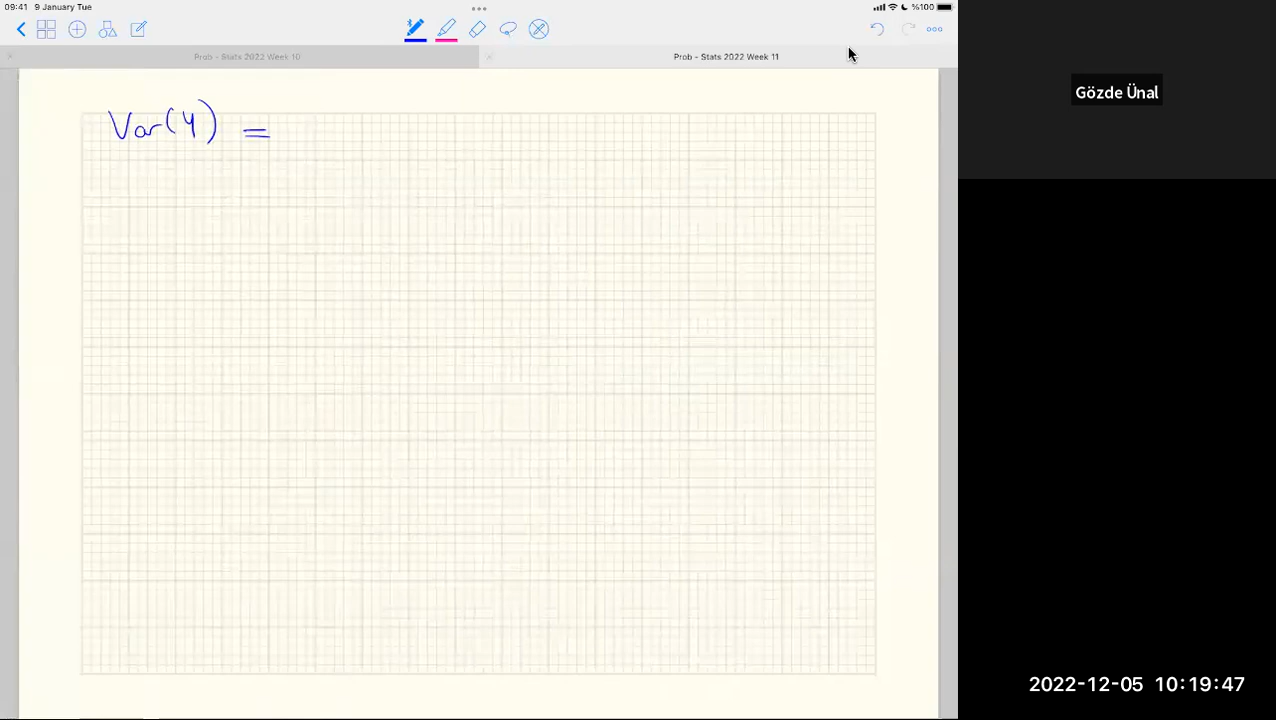 09:41 9 January Tue
%100
Prob - Stats 2022 Week 10
Prob - Stats 2022 Week 11
Var(Y) =
Gözde Ünal
2022-12-05 10:19:47